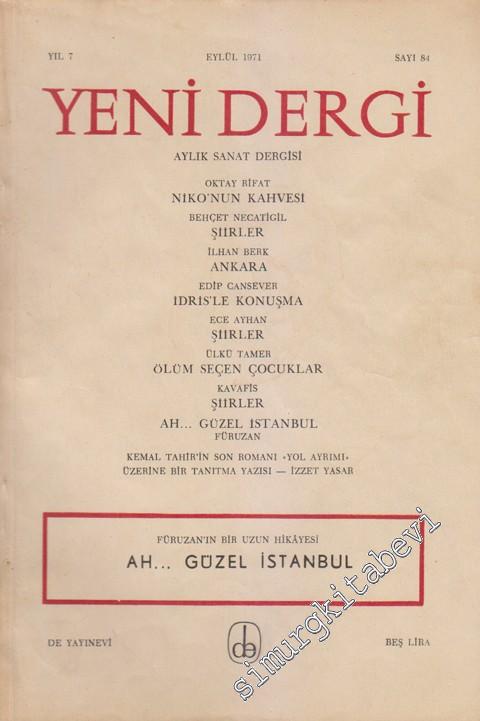 YIL 7
EYLÜL 1971
SAYI 84
YENİ DERGİ
AYLIK SANAT DERGİSİ
OKTAY RİFAT
NİKO'NUN KAHVESİ
BEHÇET NECATİGİL
ŞİİRLER
İLHAN BERK
ANKARA
EDİP CANSEVER
İDRİS'LE KONUŞMA
ECE AYHAN
ŞİİRLER
ÜLKÜ TAMER
ÖLÜM SEÇEN ÇOCUKLAR
KAVAFİS
ŞİİRLER
AH... GÜZEL İSTANBUL
FÜRUZAN
KEMAL TAHİR'İN SON ROMANI «YOL AYRIMI»
ÜZERİNE BİR TANITMA YAZISI — İZZET YASAR
FÜRUZAN'IN BİR UZUN HİKÂYESİ
AH... GÜZEL İSTANBUL
DE YAYINEVİ
de
BEŞ LİRA
simurgkitabevi